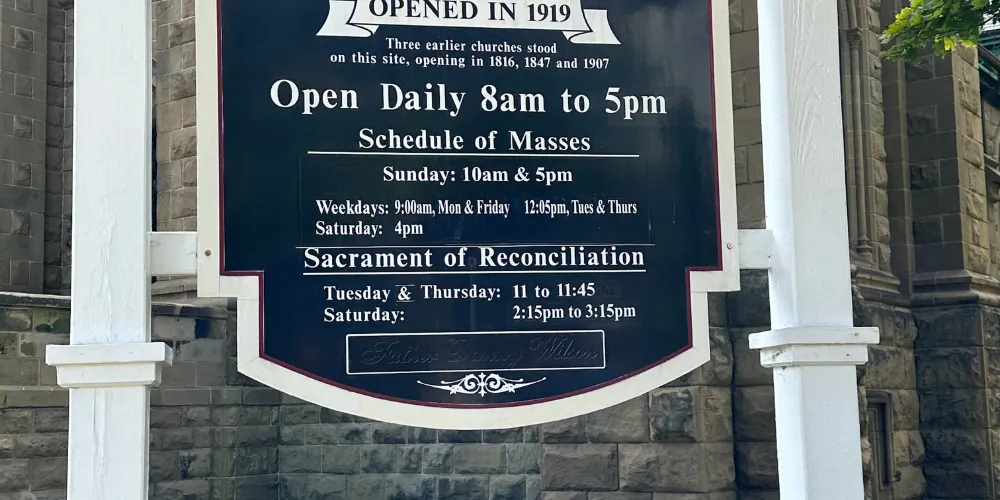 OPENED IN 1919
Three earlier churches stood
on this site, opening in 1816, 1847 and 1907
Open Daily 8am to 5pm
Schedule of Masses
Sunday: 10am & 5pm
Weekdays: 9:00am, Mon & Friday 12:05pm, Tues & Thurs
Saturday: 4pm
Sacrament of Reconciliation
Tuesday & Thursday: 11 to 11:45
Saturday: 2:15pm to 3:15pm
Father